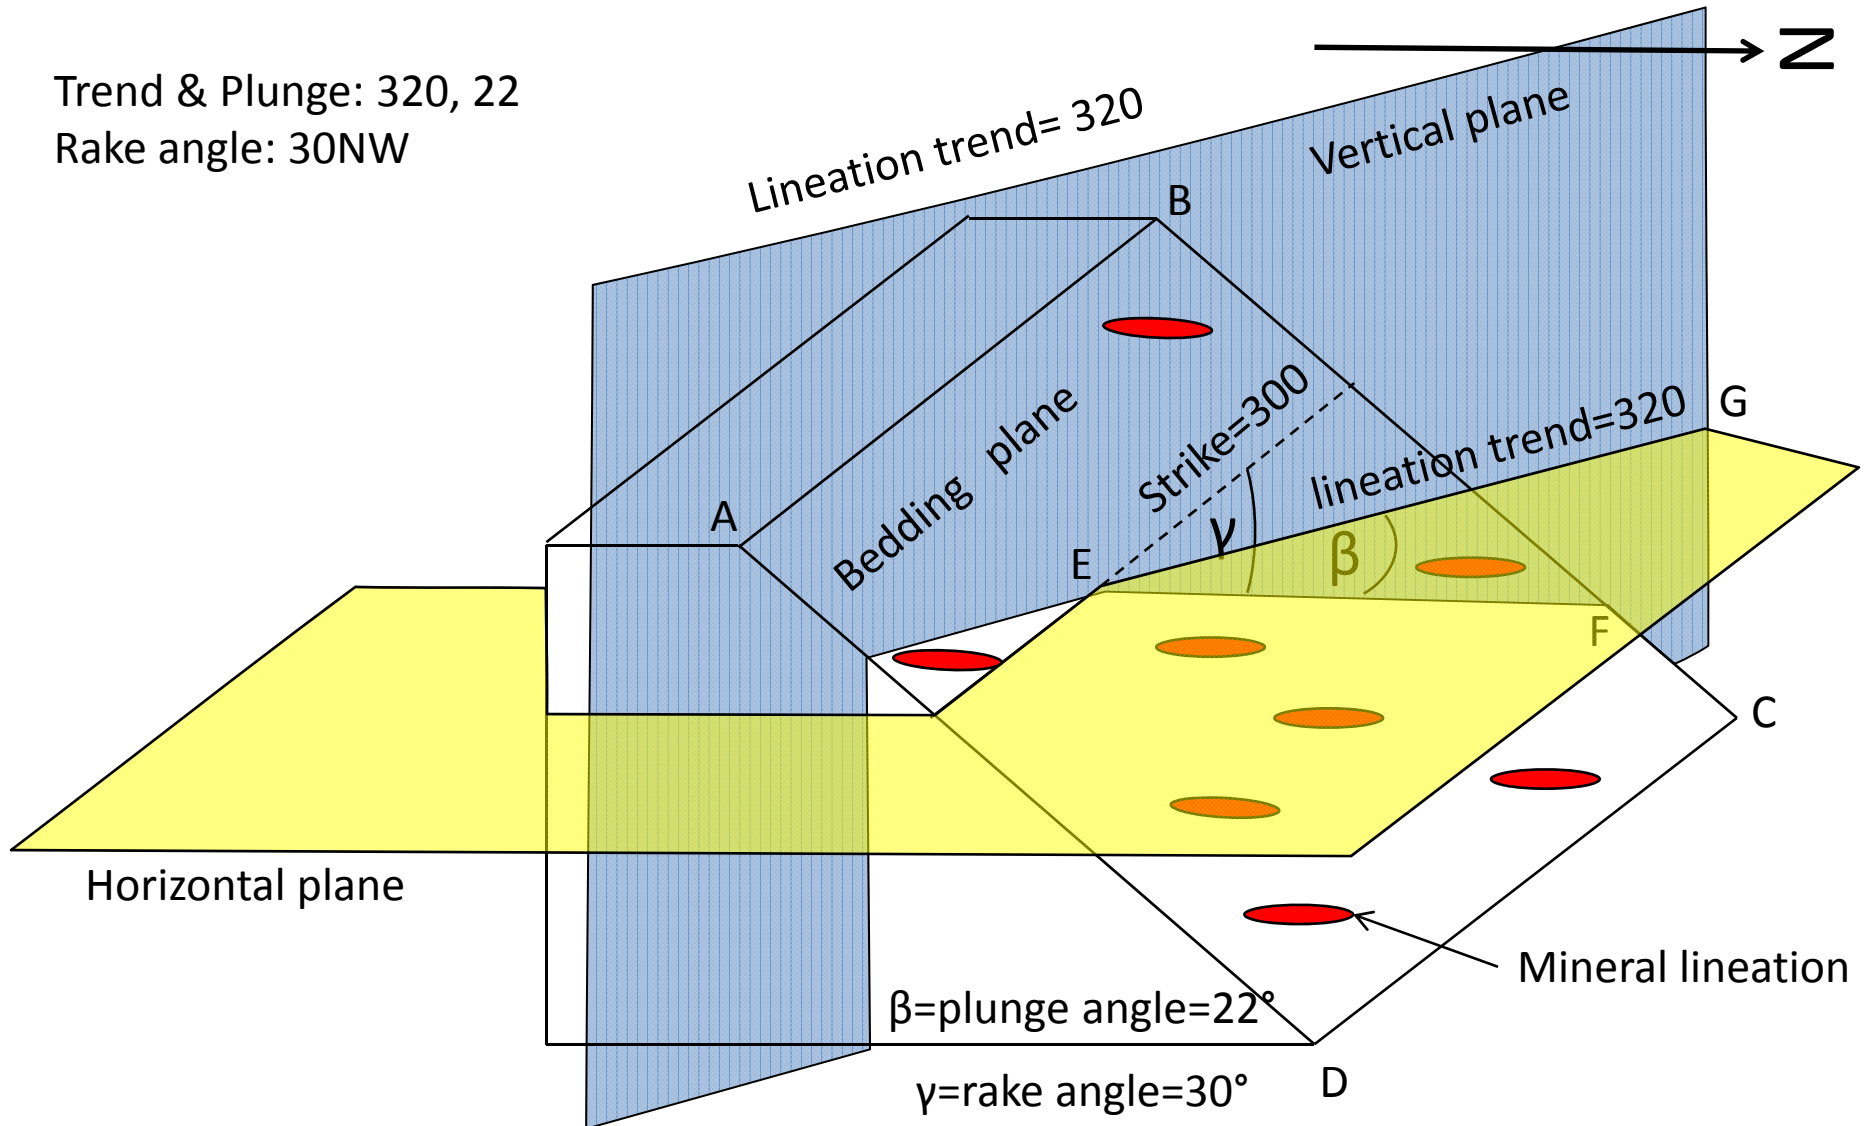 N
Trend & Plunge: 320, 22
Rake angle: 30NW
Lineation trend= 320
Vertical plane
B
Strike=300
lineation trend=320
G
Bedding plane
A
E
γ
β
F
C
Horizontal plane
Mineral lineation
β=plunge angle=22°
D
γ=rake angle=30°